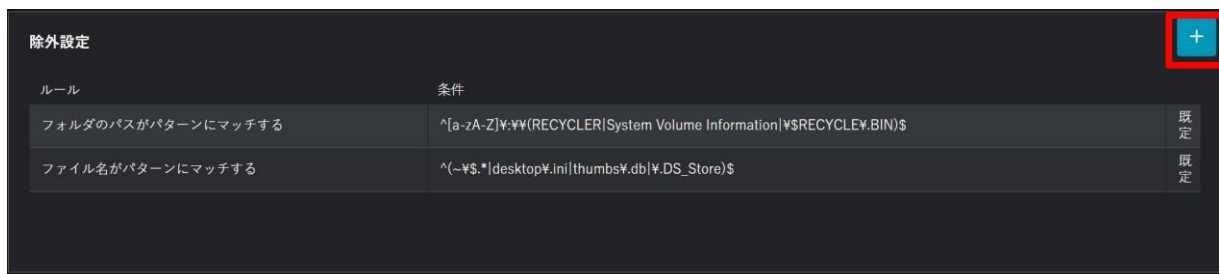 除外設定
+
ルール 条件
フォルダのパスがパターンにマッチする ^[a-zA-Z]¥:¥¥(RECYCLER|System Volume Information|¥$RECYCLE¥.BIN)$ 既定
ファイル名がパターンにマッチする ^(~¥$.*|desktop¥.ini|thumbs¥.db|¥.DS_Store)$ 既定